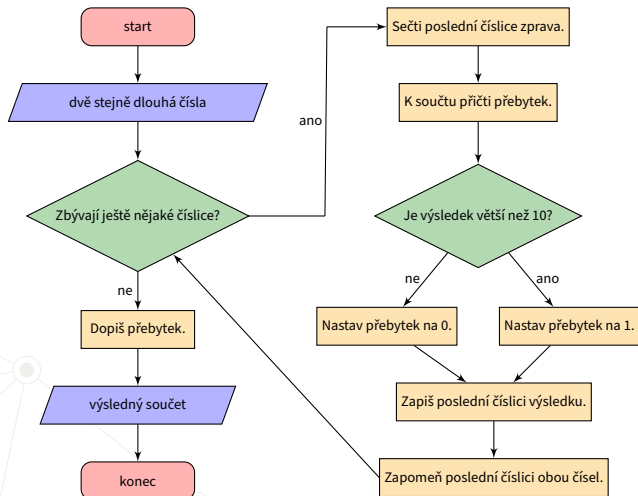 start
dvě stejně dlouhá čísla
Zbývají ještě nějaké číslice?
ano
ne
Dopiš přebytek.
výsledný součet
konec
Sečti poslední číslice zprava.
K součtu přičti přebytek.
Je výsledek větší než 10?
ne
ano
Nastav přebytek na 0.
Nastav přebytek na 1.
Zapiš poslední číslici výsledku.
Zapomeň poslední číslici obou čísel.